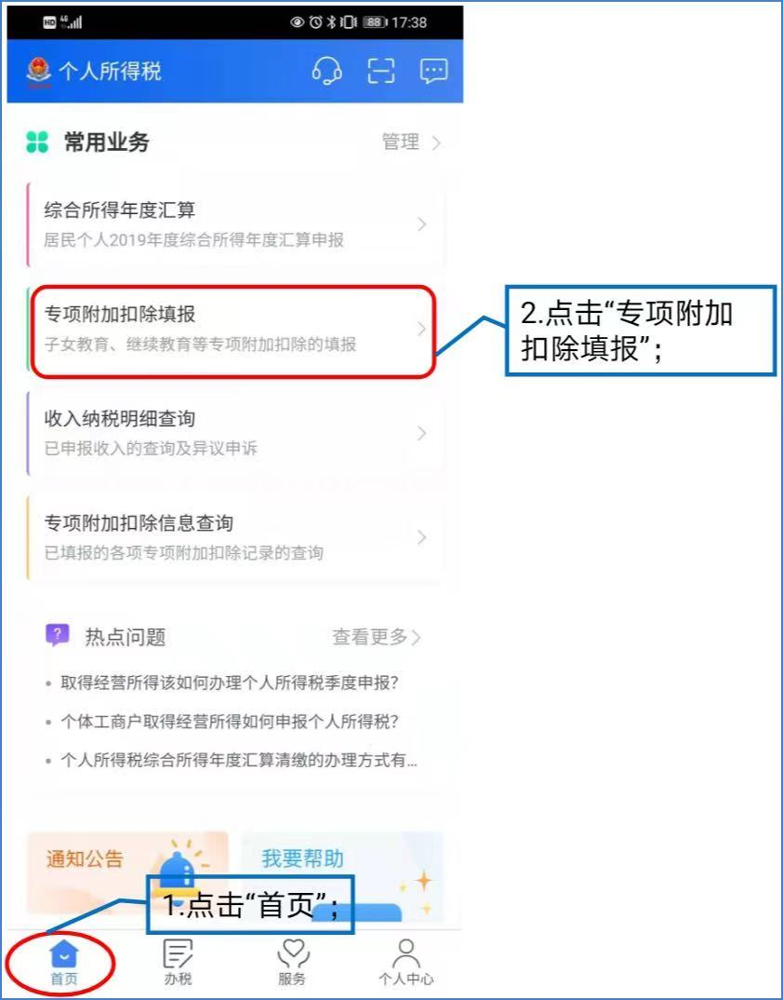 HD 4G 88 17:38
个人所得税
常用业务 管理
综合所得年度汇算
居民个人2019年度综合所得年度汇算申报
专项附加扣除填报
子女教育、继续教育等专项附加扣除的填报
2.点击“专项附加
扣除填报”；
收入纳税明细查询
已申报收入的查询及异议申诉
专项附加扣除信息查询
已填报的各项专项附加扣除记录的查询
? 热点问题 查看更多
• 取得经营所得该如何办理个人所得税季度申报?
• 个体工商户取得经营所得如何申报个人所得税?
• 个人所得税综合所得年度汇算清缴的办理方式有...
通知公告 我要帮助
1.点击“首页”；
首页 办税 服务 个人中心